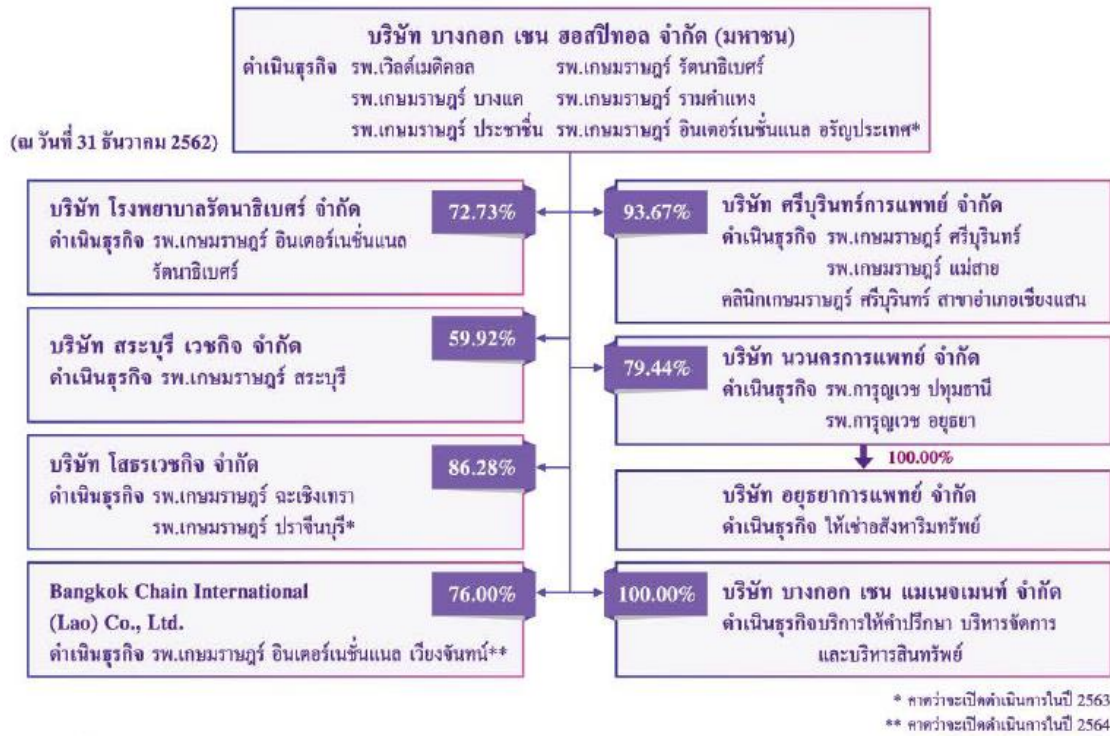 บริษัท บางกอก เชน ฮอสปิทอล จำกัด (มหาชน)
ดำเนินธุรกิจ รพ.เวิลด์เมดิคอล รพ.เกษมราษฎร์ รัตนาธิเบศร์
รพ.เกษมราษฎร์ บางแค รพ.เกษมราษฎร์ รามคำแหง
รพ.เกษมราษฎร์ ประชาชื่น รพ.เกษมราษฎร์ อินเตอร์เนชั่นแนล อรัญประเทศ*
(ณ วันที่ 31 ธันวาคม 2562)
บริษัท โรงพยาบาลรัตนาธิเบศร์ จำกัด
ดำเนินธุรกิจ รพ.เกษมราษฎร์ อินเตอร์เนชั่นแนล
รัตนาธิเบศร์
72.73%
93.67%
บริษัท ศรีบุรินทร์การแพทย์ จำกัด
ดำเนินธุรกิจ รพ.เกษมราษฎร์ ศรีบุรินทร์
รพ.เกษมราษฎร์ แม่สาย
คลินิกเกษมราษฎร์ ศรีบุรินทร์ สาขาอำเภอเชียงแสน
บริษัท สระบุรี เวชกิจ จำกัด
ดำเนินธุรกิจ รพ.เกษมราษฎร์ สระบุรี
59.92%
79.44%
บริษัท นวนครการแพทย์ จำกัด
ดำเนินธุรกิจ รพ.การุญเวช ปทุมธานี
รพ.การุญเวช อยุธยา
100.00%
บริษัท โสธรเวชกิจ จำกัด
ดำเนินธุรกิจ รพ.เกษมราษฎร์ ฉะเชิงเทรา
รพ.เกษมราษฎร์ ปราจีนบุรี*
86.28%
บริษัท อยุธยาการแพทย์ จำกัด
ดำเนินธุรกิจ ให้เช่าอสังหาริมทรัพย์
Bangkok Chain International
(Lao) Co., Ltd.
ดำเนินธุรกิจ รพ.เกษมราษฎร์ อินเตอร์เนชั่นแนล เวียงจันทน์**
76.00%
100.00%
บริษัท บางกอก เชน แมเนจเมนท์ จำกัด
ดำเนินธุรกิจบริการให้คำปรึกษา บริหารจัดการ
และบริหารสินทรัพย์
* คาดว่าจะเปิดดำเนินการในปี 2563
** คาดว่าจะเปิดดำเนินการในปี 2564